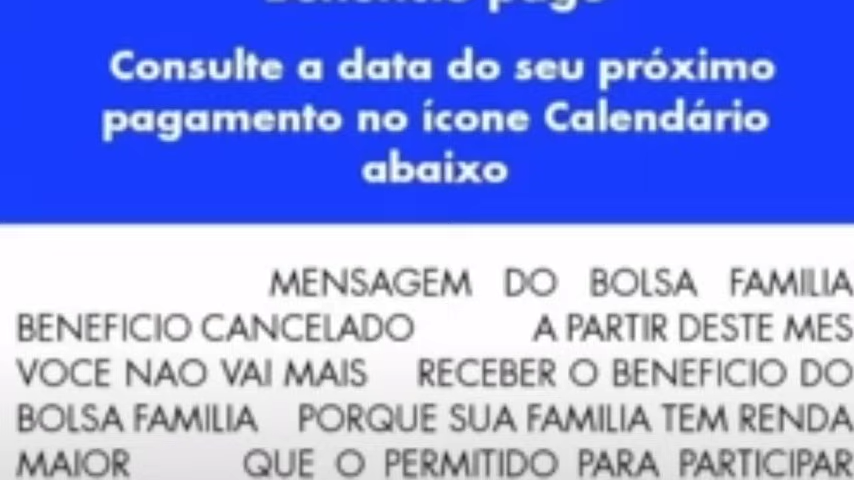 Consulte a data do seu próximo
pagamento no ícone Calendário
abaixo
MENSAGEM DO BOLSA FAMILIA
BENEFICIO CANCELADO A PARTIR DESTE MES
VOCE NAO VAI MAIS RECEBER O BENEFICIO DO
BOLSA FAMILIA PORQUE SUA FAMILIA TEM RENDA
MAIOR QUE O PERMITIDO PARA PARTICIPAR